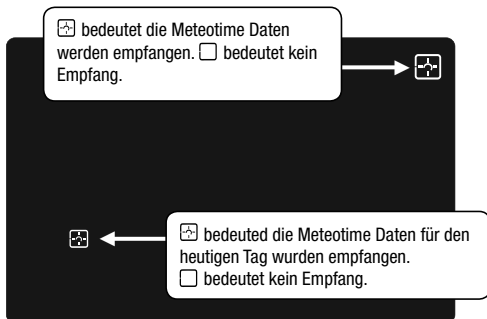 bedeutet die Meteotime Daten
werden empfangen. bedeutet kein
Empfang.
bedeuted die Meteotime Daten für den
heutigen Tag wurden empfangen.
bedeutet kein Empfang.